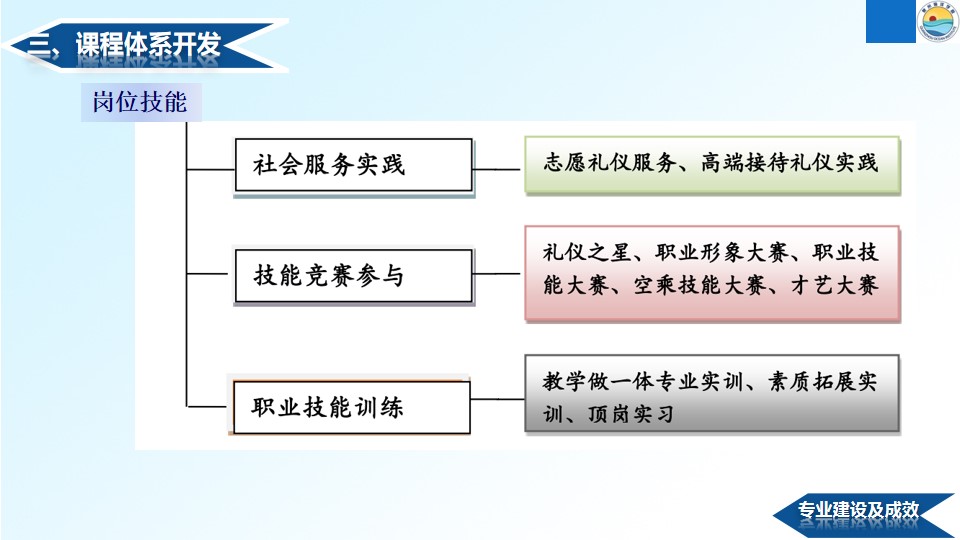 三、课程体系开发
岗位技能
社会服务实践
志愿礼仪服务、高端接待礼仪实践
技能竞赛参与
礼仪之星、职业形象大赛、职业技
能大赛、空乘技能大赛、才艺大赛
职业技能训练
教学做一体专业实训、素质拓展实
训、顶岗实习
专业建设及成效